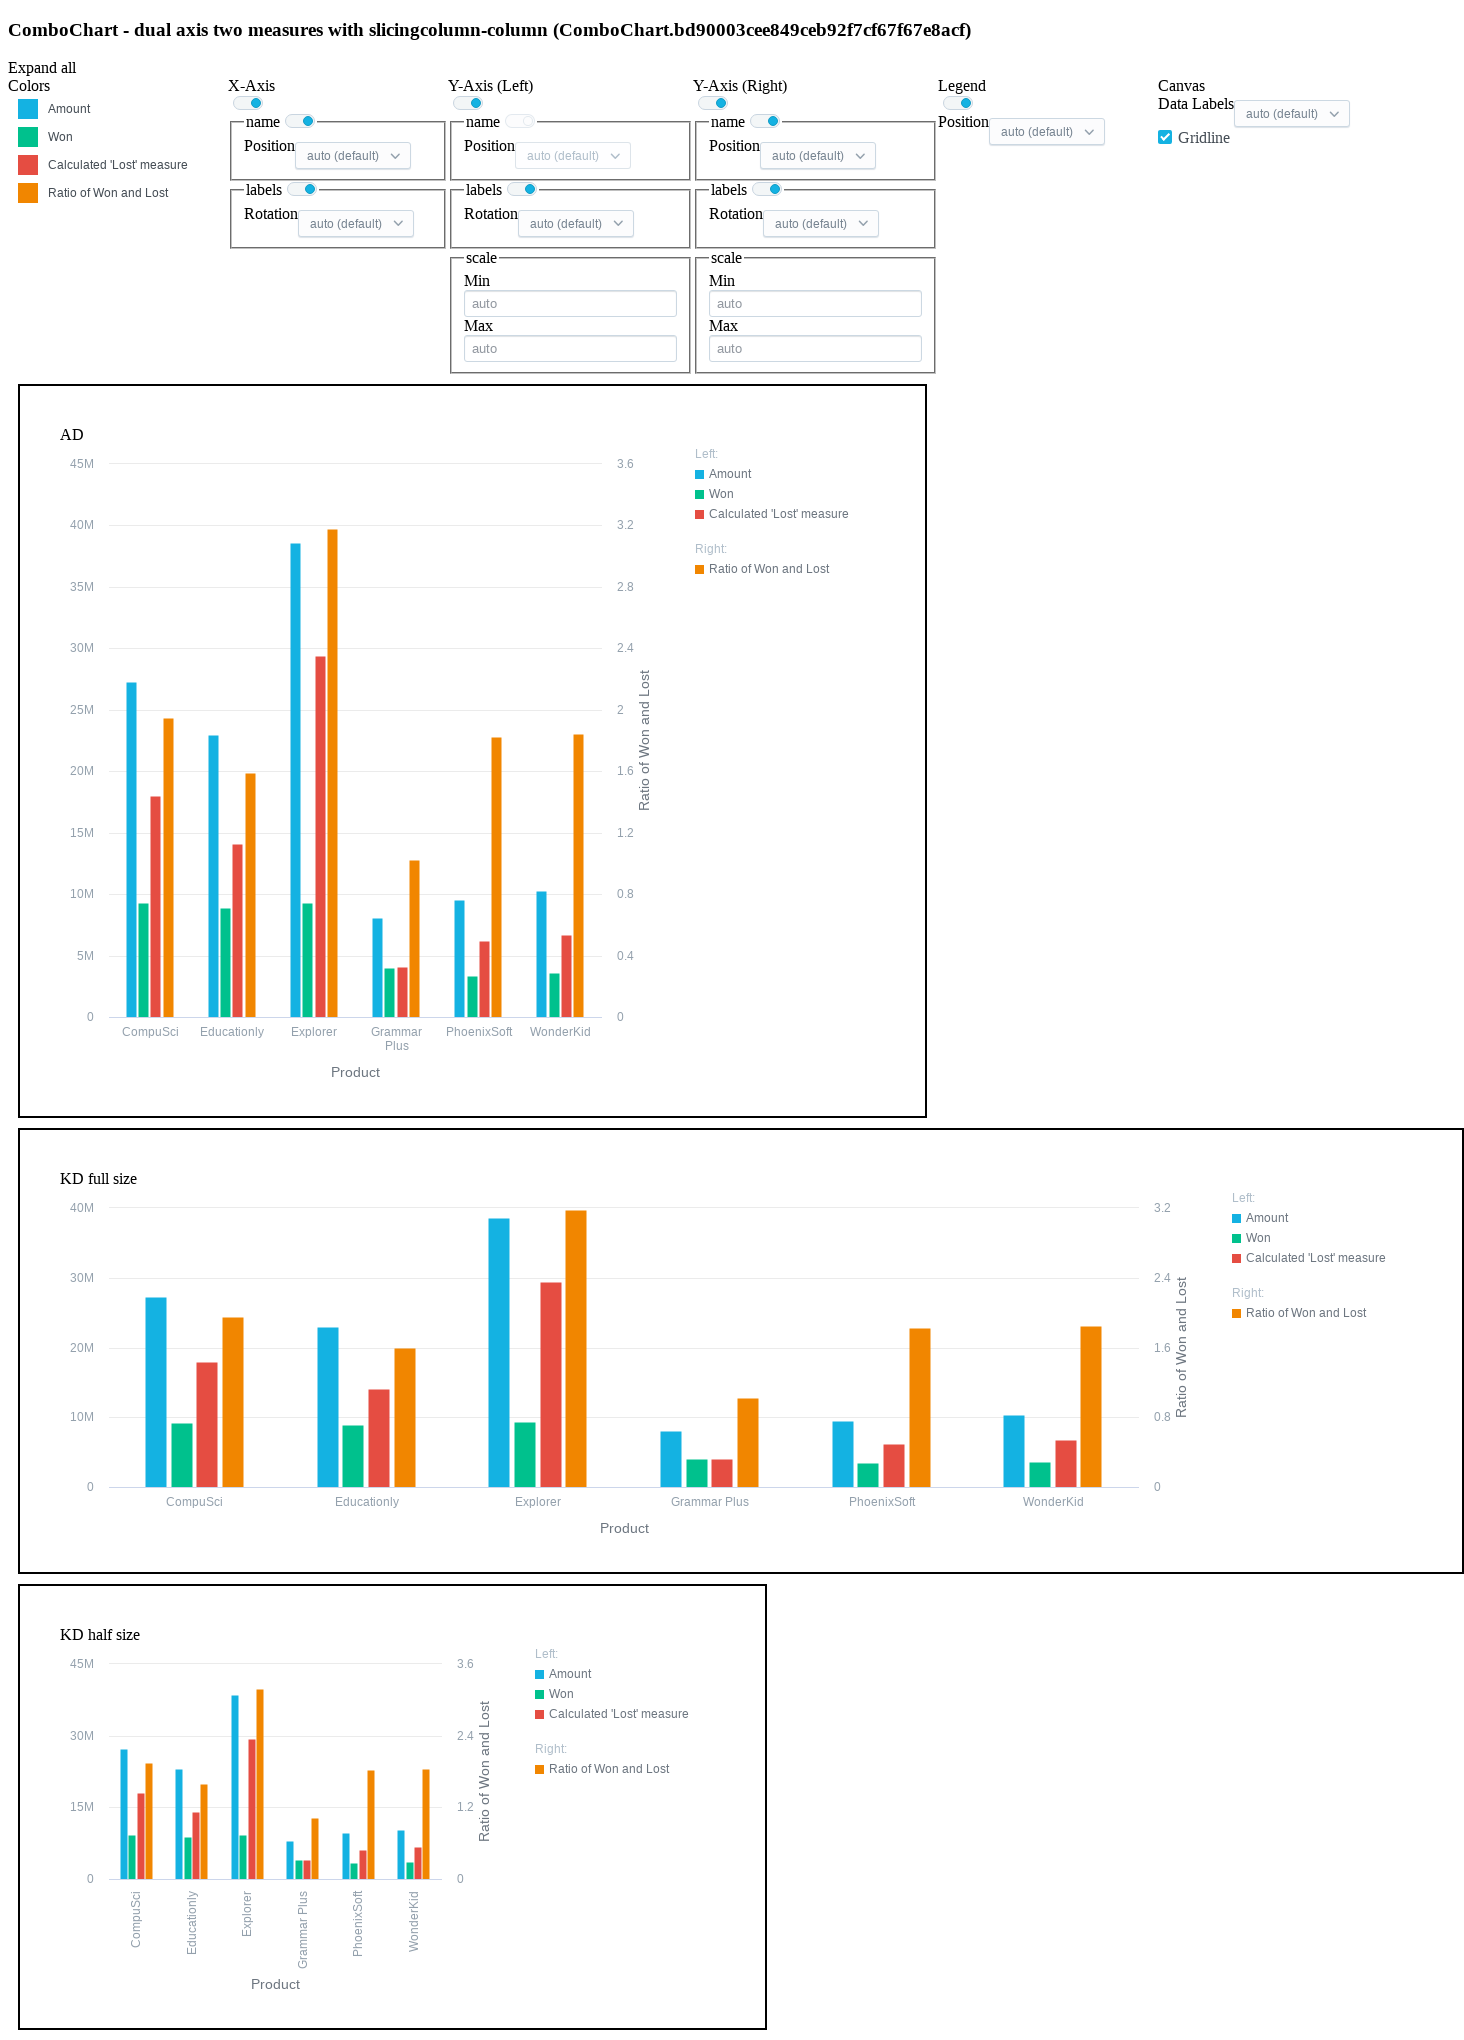 ComboChart - dual axis two measures with slicingcolumn-column (ComboChart.bd90003cee849ceb92f7cf67f67e8acf)
Expand all
Colors
Amount
Won
Calculated 'Lost' measure
Ratio of Won and Lost
X-Axis
name
Position auto (default)
labels
Rotation auto (default)
Y-Axis (Left)
name
Position auto (default)
labels
Rotation auto (default)
scale
Min
auto
Max
auto
Y-Axis (Right)
name
Position auto (default)
labels
Rotation auto (default)
scale
Min
auto
Max
auto
Legend
Position auto (default)
Canvas
Data Labels auto (default)
Gridline
AD
45M
40M
35M
30M
25M
20M
15M
10M
5M
0
3.6
3.2
2.8
2.4
2
1.6
1.2
0.8
0.4
0
Ratio of Won and Lost
CompuSci
Educationly
Explorer
Grammar
Plus
PhoenixSoft
WonderKid
Product
Left:
Amount
Won
Calculated 'Lost' measure
Right:
Ratio of Won and Lost
KD full size
40M
30M
20M
10M
0
3.2
2.4
1.6
0.8
0
Ratio of Won and Lost
CompuSci
Educationly
Explorer
Grammar Plus
PhoenixSoft
WonderKid
Product
Left:
Amount
Won
Calculated 'Lost' measure
Right:
Ratio of Won and Lost
KD half size
45M
30M
15M
0
3.6
2.4
1.2
0
Ratio of Won and Lost
CompuSci
Educationly
Explorer
Grammar Plus
PhoenixSoft
WonderKid
Product
Left:
Amount
Won
Calculated 'Lost' measure
Right:
Ratio of Won and Lost